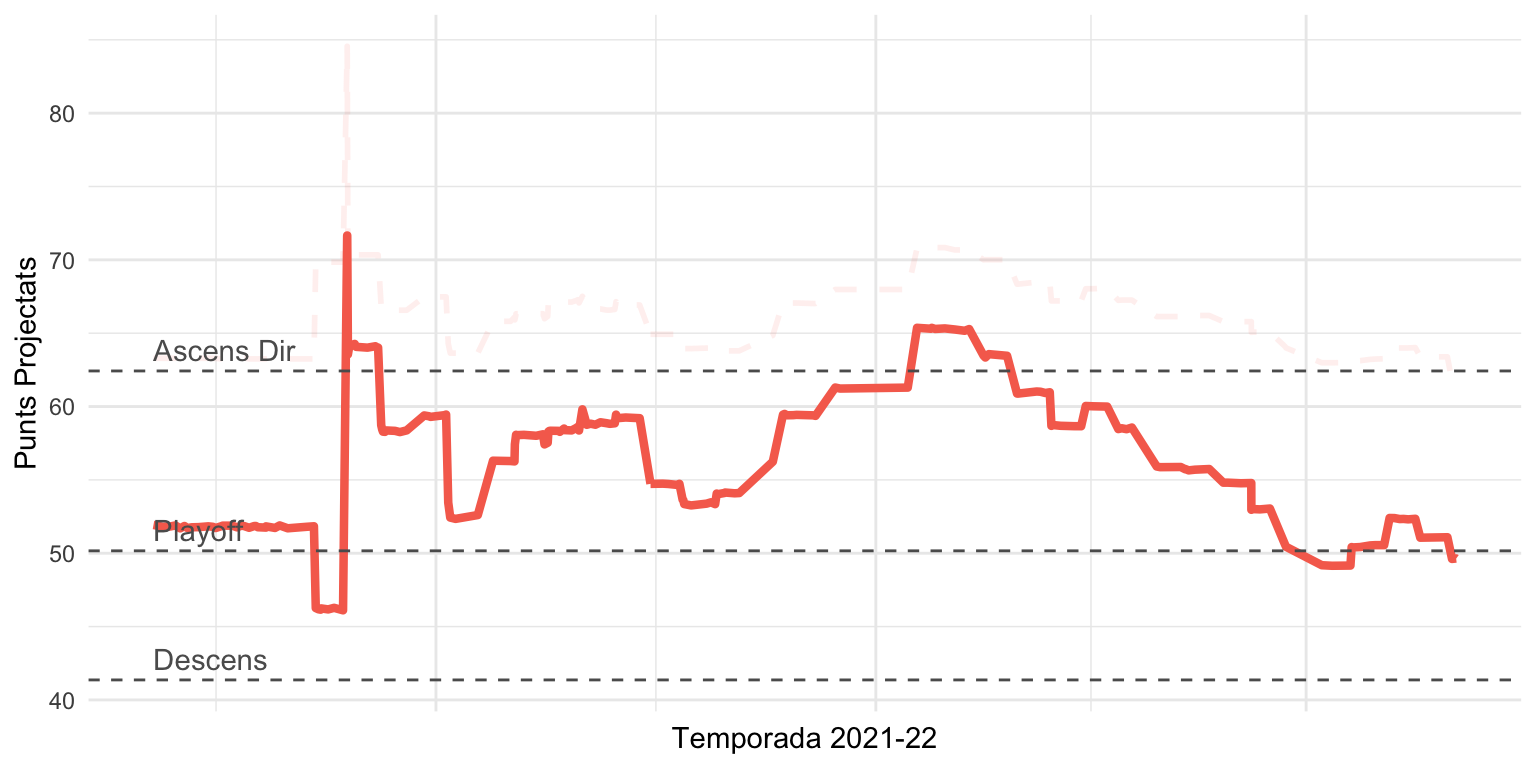 80
70
60
50
40
Punts Projectats
Ascens Dir
Playoff
Descens
Temporada 2021-22